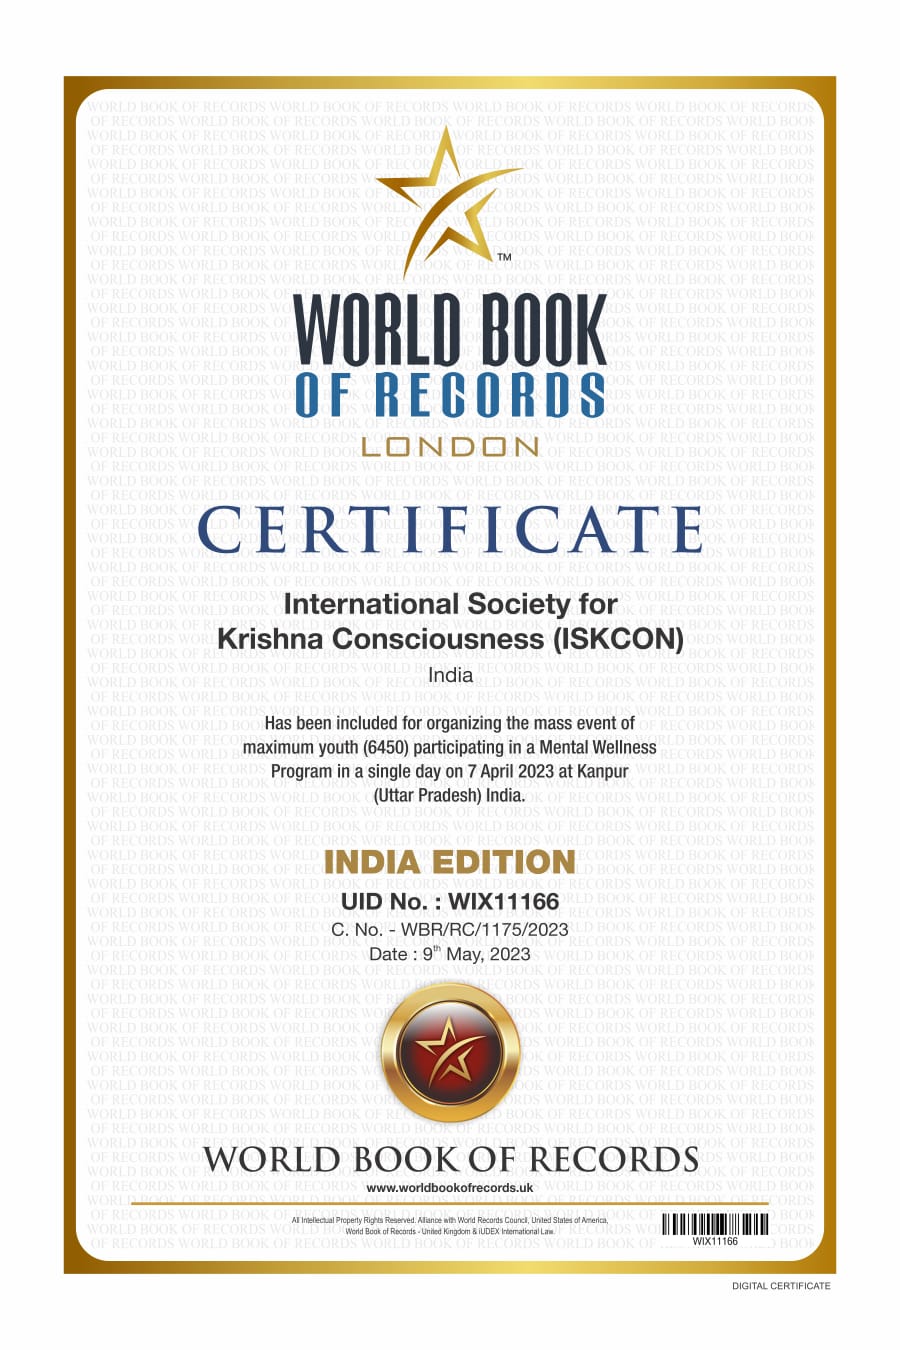 TM
WORLD BOOK
OF RECORDS
LONDON
CERTIFICATE
International Society for
Krishna Consciousness (ISKCON)
India
Has been included for organizing the mass event of
maximum youth (6450) participating in a Mental Wellness
Program in a single day on 7 April 2023 at Kanpur
(Uttar Pradesh) India.
INDIA EDITION
UID No. : WIX11166
C. No. - WBR/RC/1175/2023
Date : 9th May, 2023
WORLD BOOK OF RECORDS
www.worldbookofrecords.uk
All Intellectual Property Rights Reserved. Alliance with World Records Council, United States of America,
World Book of Records - United Kingdom & iUDEX International Law.
WIX11166
DIGITAL CERTIFICATE